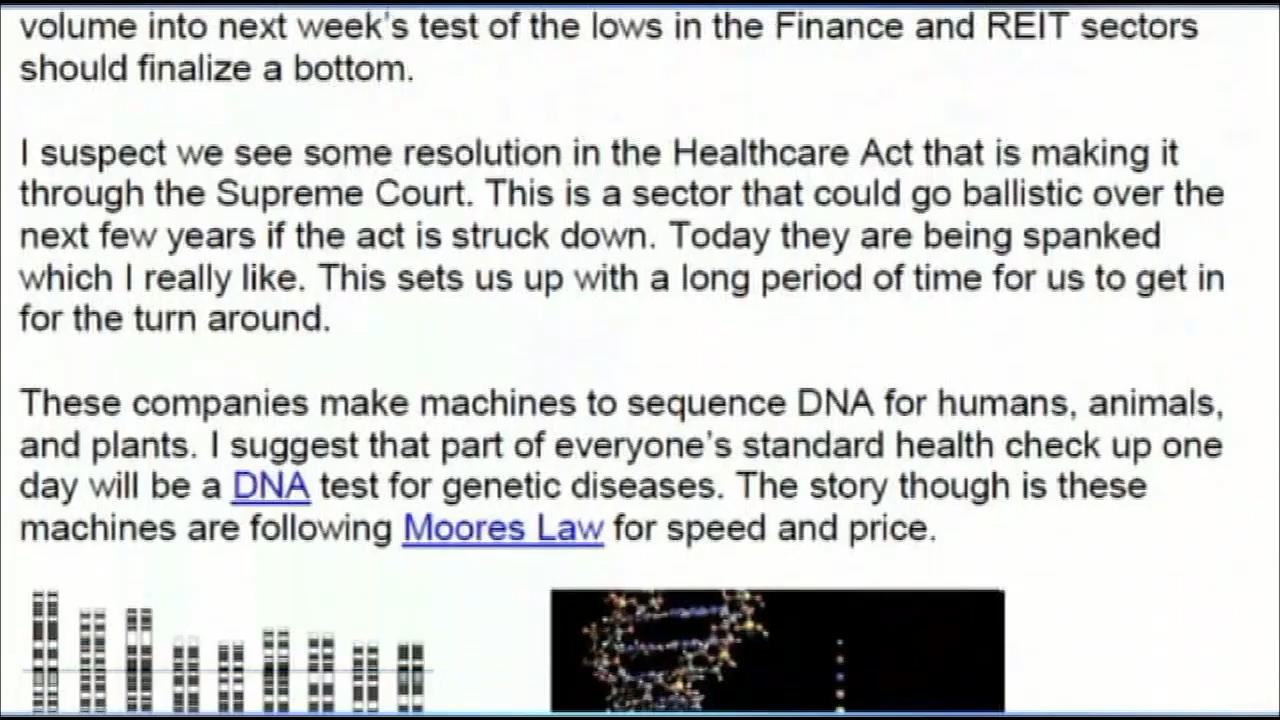 volume into next week's test of the lows in the Finance and REIT sectors
should finalize a bottom.
I suspect we see some resolution in the Healthcare Act that is making it
through the Supreme Court. This is a sector that could go ballistic over the
next few years if the act is struck down. Today they are being spanked
which I really like. This sets us up with a long period of time for us to get in
for the turn around.
These companies make machines to sequence DNA for humans, animals,
and plants. I suggest that part of everyone's standard health check up one
day will be a DNA test for genetic diseases. The story though is these
machines are following Moores Law for speed and price.